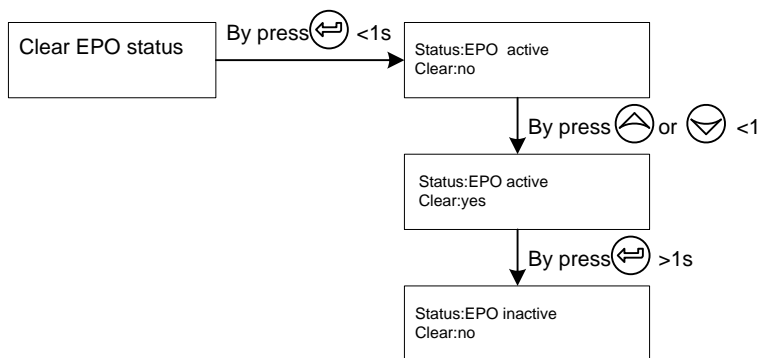 Clear EPO status
By press <1s
Status:EPO  active
Clear:no
By press or <1
Status:EPO active
Clear:yes
By press >1s
Status:EPO inactive
Clear:no